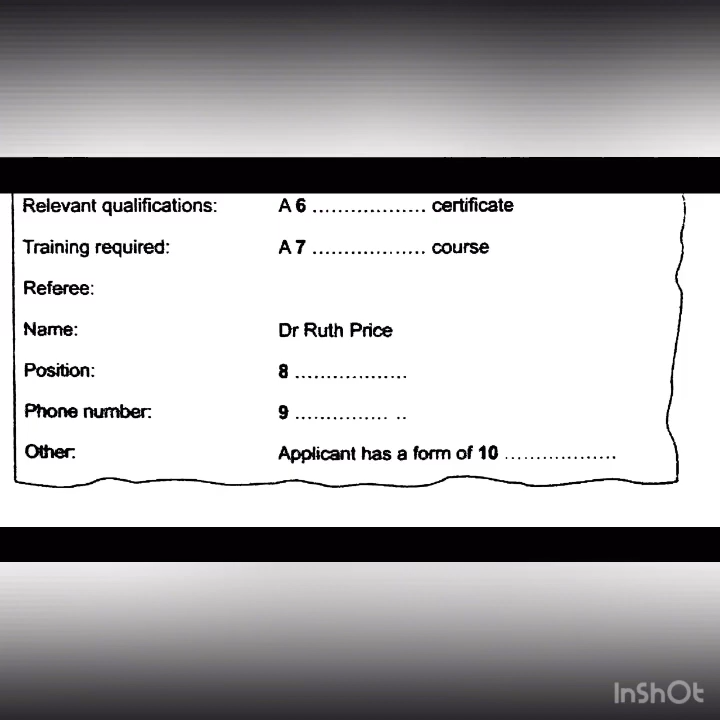 Relevant qualifications: A 6 .................. certificate
Training required: A 7 .................. course
Referee:
Name: Dr Ruth Price
Position: 8 ..................
Phone number: 9 ............... ..
Other: Applicant has a form of 10 ..................
InShOt